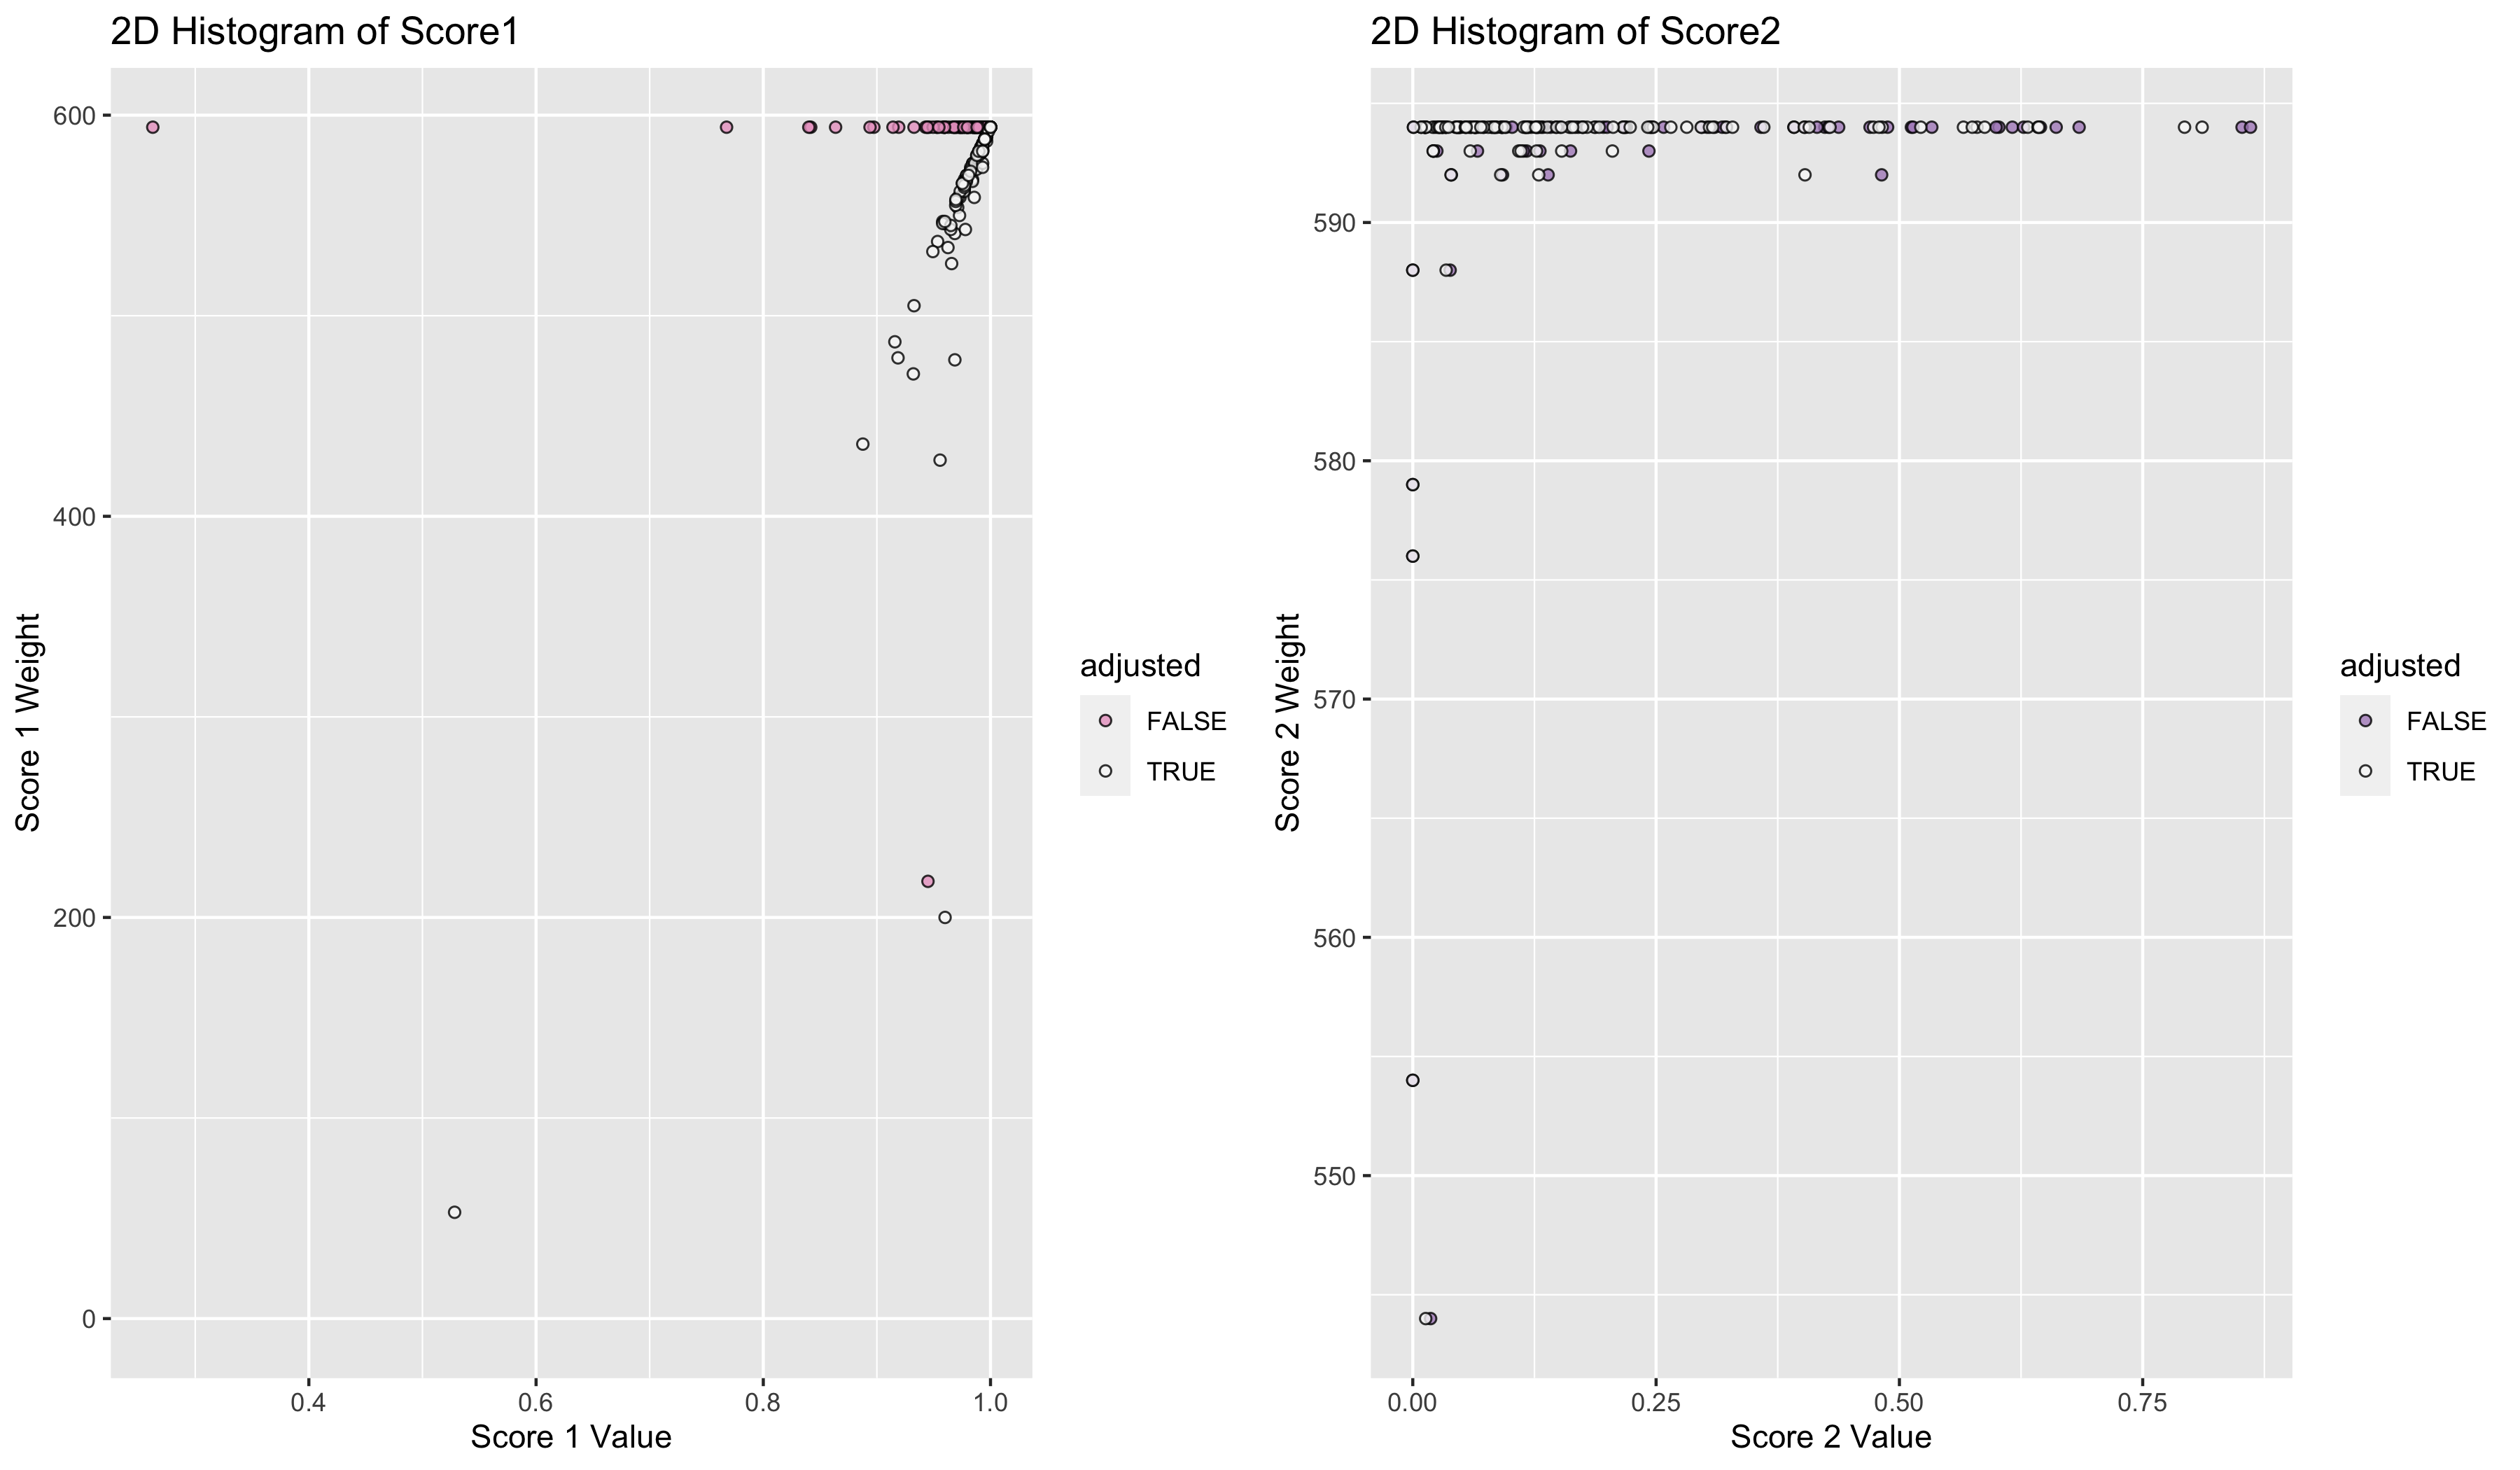 2D Histogram of Score1
600
400
200
0
Score 1 Weight
0.4 0.6 0.8 1.0
Score 1 Value
adjusted
FALSE
TRUE
2D Histogram of Score2
590
580
570
560
550
Score 2 Weight
0.00 0.25 0.50 0.75
Score 2 Value
adjusted
FALSE
TRUE